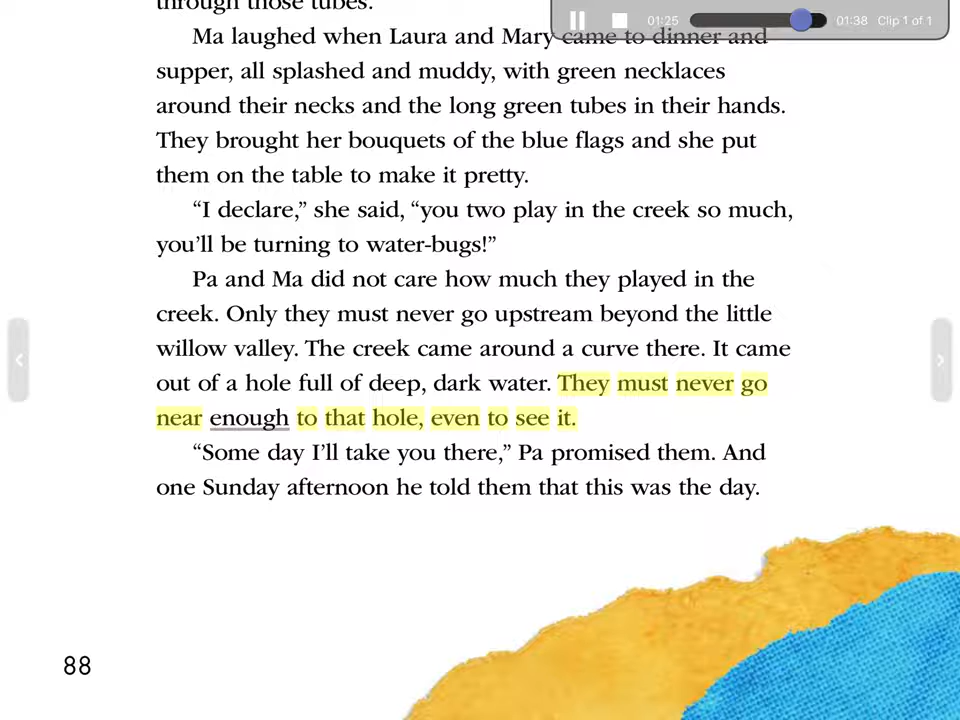 through those tubes.
01:25 01:38 Clip 1 of 1
Ma laughed when Laura and Mary came to dinner and
supper, all splashed and muddy, with green necklaces
around their necks and the long green tubes in their hands.
They brought her bouquets of the blue flags and she put
them on the table to make it pretty.
“I declare,” she said, “you two play in the creek so much,
you’ll be turning to water-bugs!”
Pa and Ma did not care how much they played in the
creek. Only they must never go upstream beyond the little
willow valley. The creek came around a curve there. It came
out of a hole full of deep, dark water. They must never go
near enough to that hole, even to see it.
“Some day I’ll take you there,” Pa promised them. And
one Sunday afternoon he told them that this was the day.
88